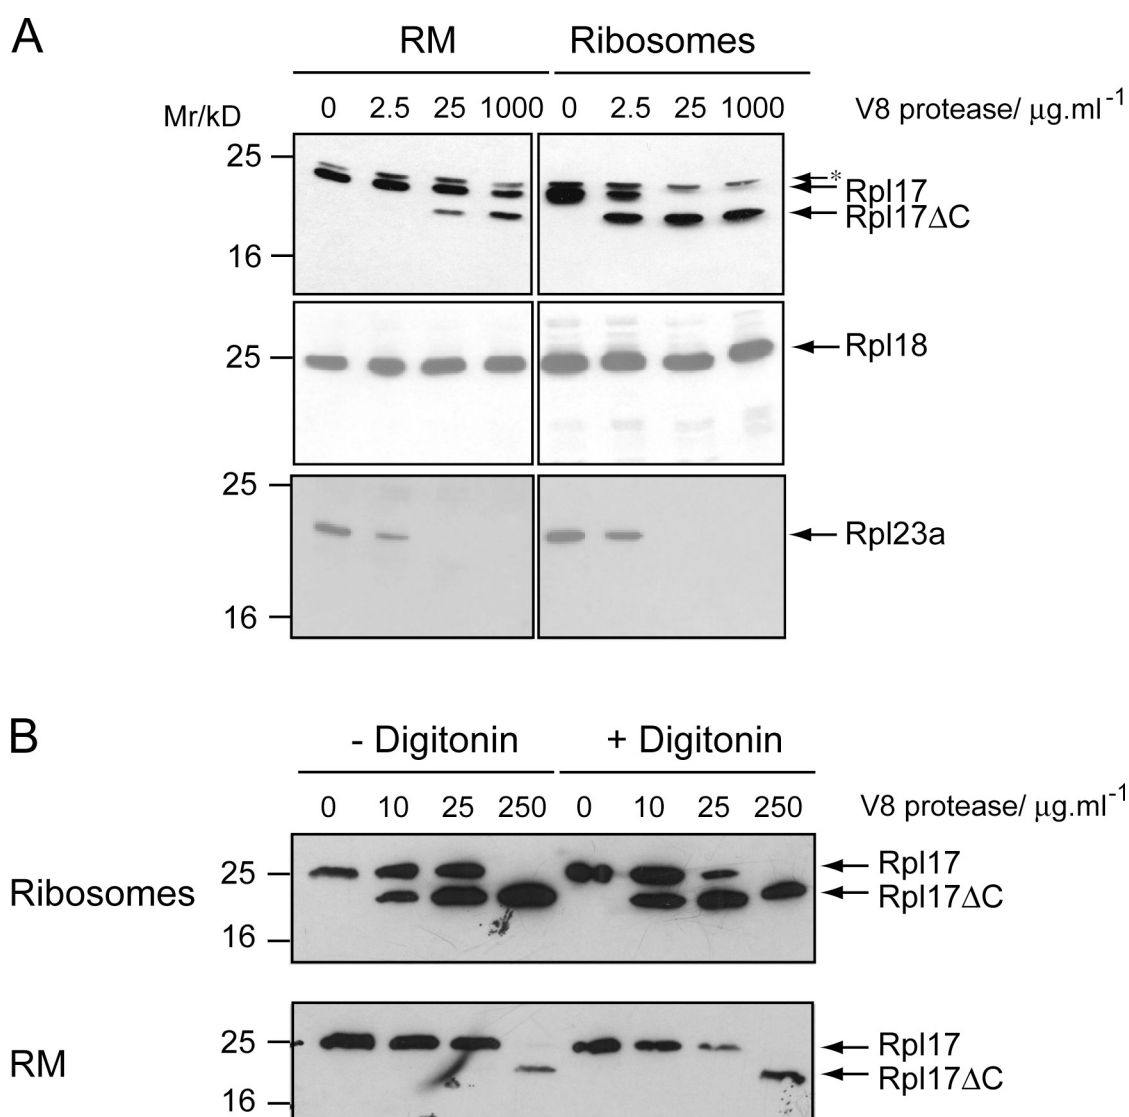 A
RM Ribosomes
Mr/kD 0 2.5 25 1000 0 2.5 25 1000 V8 protease/ μg.ml⁻¹
25
*
Rpl17
Rpl17ΔC
16
25
Rpl18
25
Rpl23a
16
B
- Digitonin + Digitonin
0 10 25 250 0 10 25 250 V8 protease/ μg.ml⁻¹
Ribosomes
25
Rpl17
Rpl17ΔC
16
RM
25
Rpl17
Rpl17ΔC
16